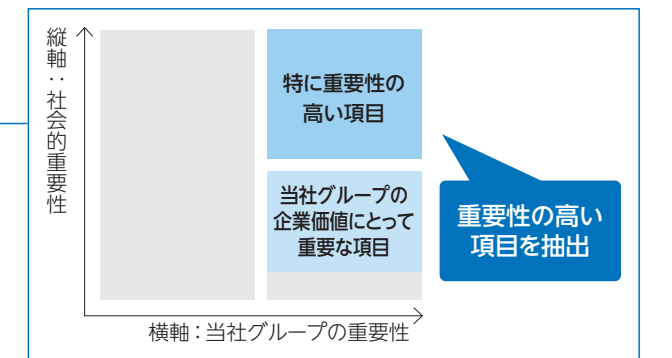 縦軸：社会的重要性
特に重要性の
高い項目
当社グループの
企業価値にとって
重要な項目
重要性の高い
項目を抽出
横軸：当社グループの重要性